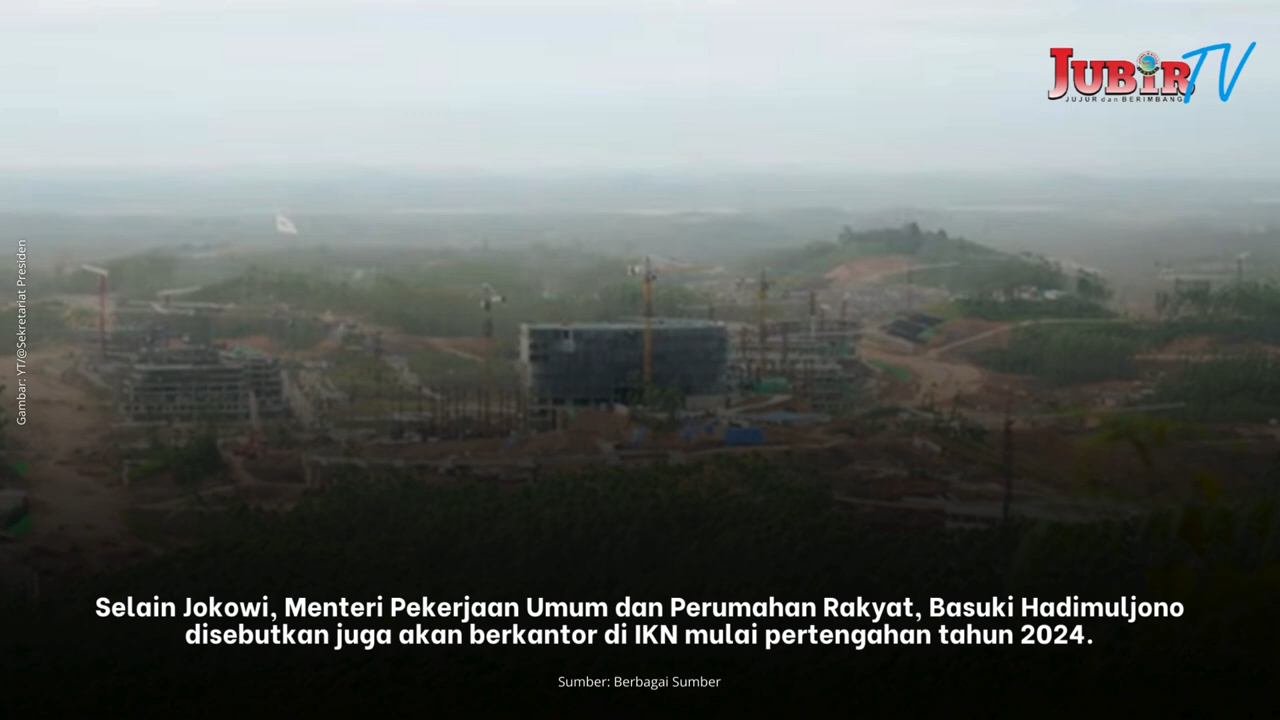 JUBIR TV
JUJUR dan BERIMBANG
Gambar: YT/@Sekretariat Presiden
Selain Jokowi, Menteri Pekerjaan Umum dan Perumahan Rakyat, Basuki Hadimuljono
disebutkan juga akan berkantor di IKN mulai pertengahan tahun 2024.
Sumber: Berbagai Sumber